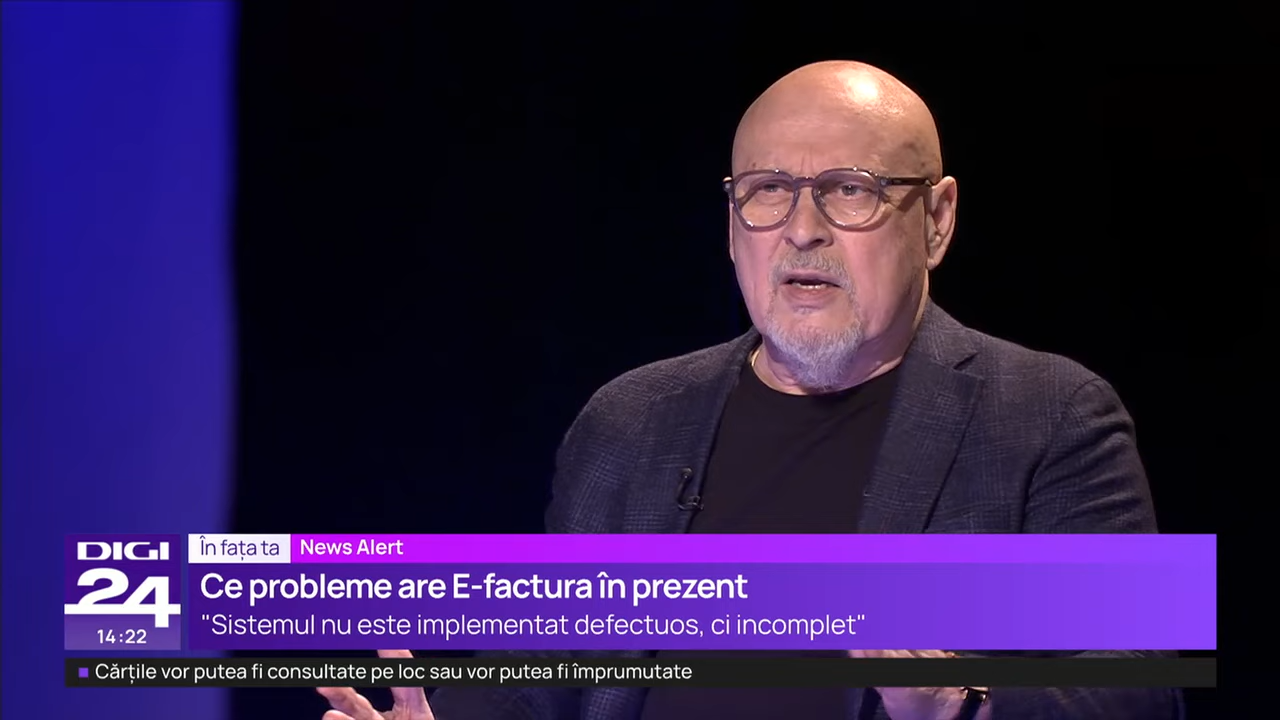 În fața ta News Alert
DIGI
24
14:22
Ce probleme are E-factura în prezent
"Sistemul nu este implementat defectuos, ci incomplet"
Cărțile vor putea fi consultate pe loc sau vor putea fi împrumutate